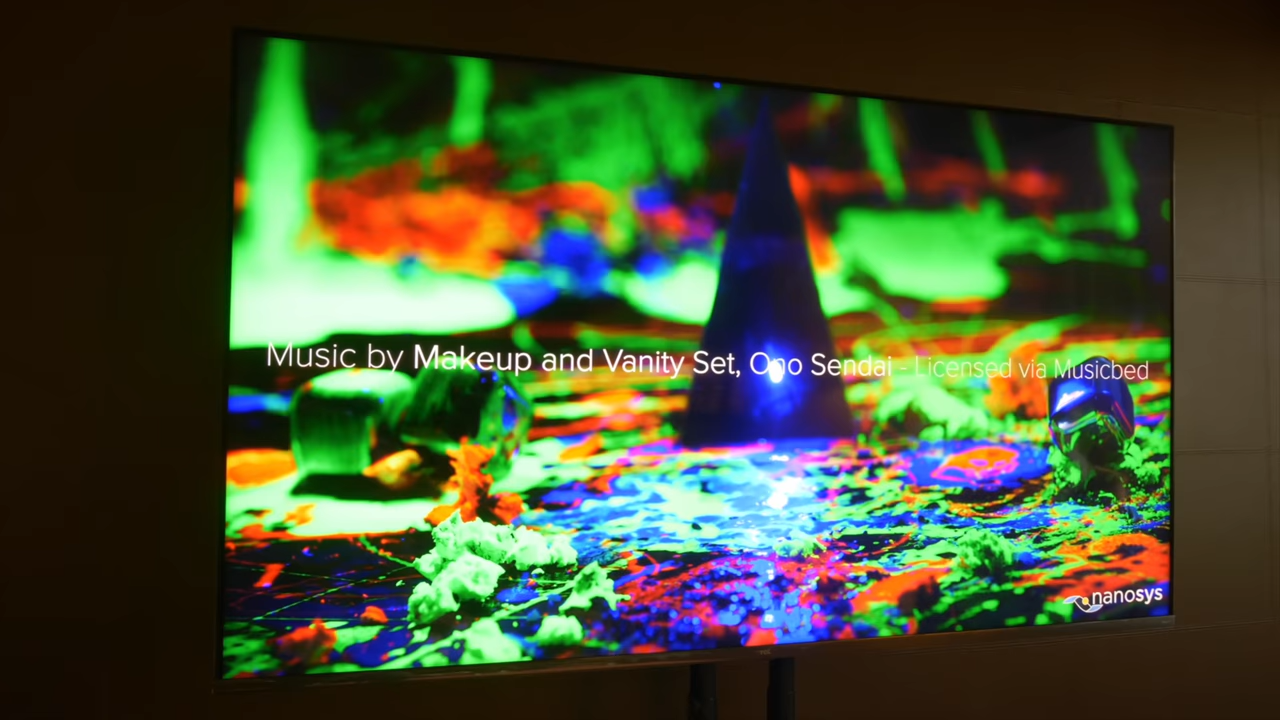 Music by Makeup and Vanity Set, Ono Sendai - Licensed via Musicbed
nanosys